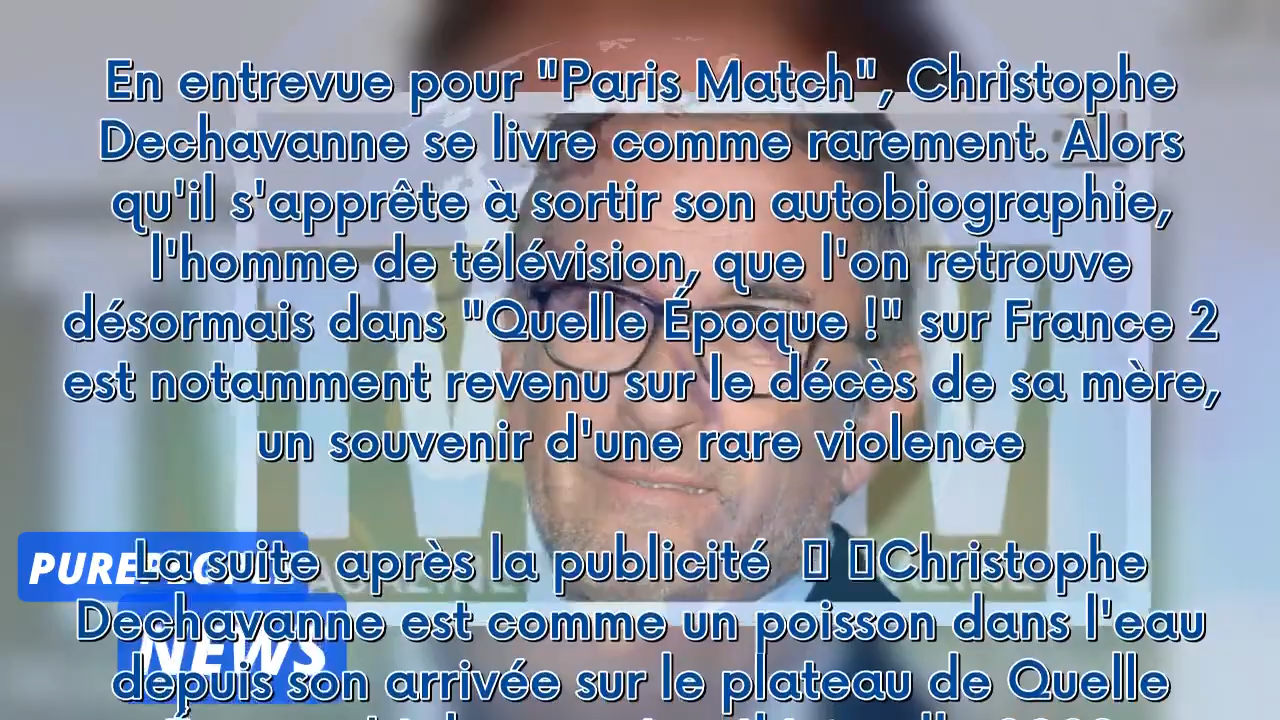 En entrevue pour "Paris Match", Christophe
Dechavanne se livre comme rarement. Alors
qu'il s'apprête à sortir son autobiographie,
l'homme de télévision, que l'on retrouve
désormais dans "Quelle Époque !" sur France 2
est notamment revenu sur le décès de sa mère,
un souvenir d'une rare violence
La suite après la publicité Christophe
Dechavanne est comme un poisson dans l'eau
depuis son arrivée sur le plateau de Quelle
NEWS